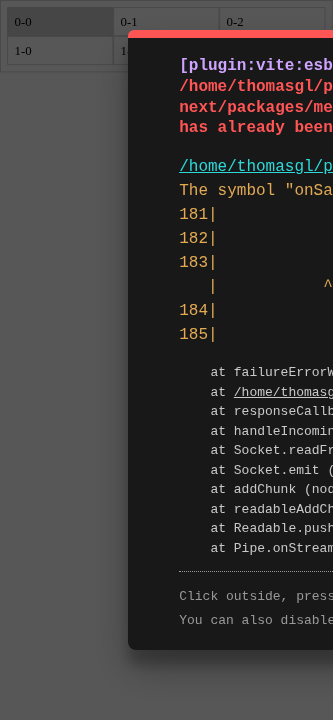 0-0 0-1 0-2
1-0
[plugin:vite:esb
/home/thomasgl/p
next/packages/me
has already been
/home/thomasgl/p
The symbol "onSa
181|
182|
183|
|            ^
184|
185|
at failureErrorW
at /home/thomasg
at responseCallb
at handleIncomin
at Socket.readFr
at Socket.emit (
at addChunk (nod
at readableAddCh
at Readable.push
at Pipe.onStream
Click outside, press
You can also disable